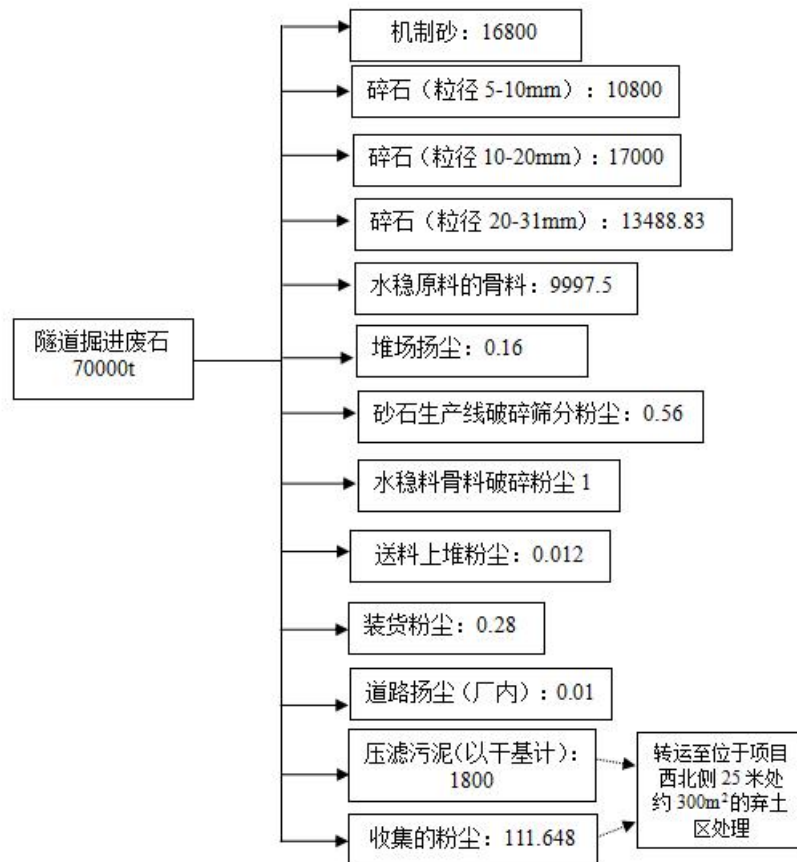 机制砂：16800
碎石（粒径 5-10mm）：10800
碎石（粒径 10-20mm）：17000
碎石（粒径 20-31mm）：13488.83
水稳原料的骨料：9997.5
隧道掘进废石
70000t
堆场扬尘：0.16
砂石生产线破碎筛分粉尘：0.56
水稳料骨料破碎粉尘 1
送料上堆粉尘：0.012
装货粉尘：0.28
道路扬尘（厂内）：0.01
压滤污泥(以干基计)：
1800
转运至位于项目
西北侧 25 米处
约 300m²的弃土
区处理
收集的粉尘：111.648